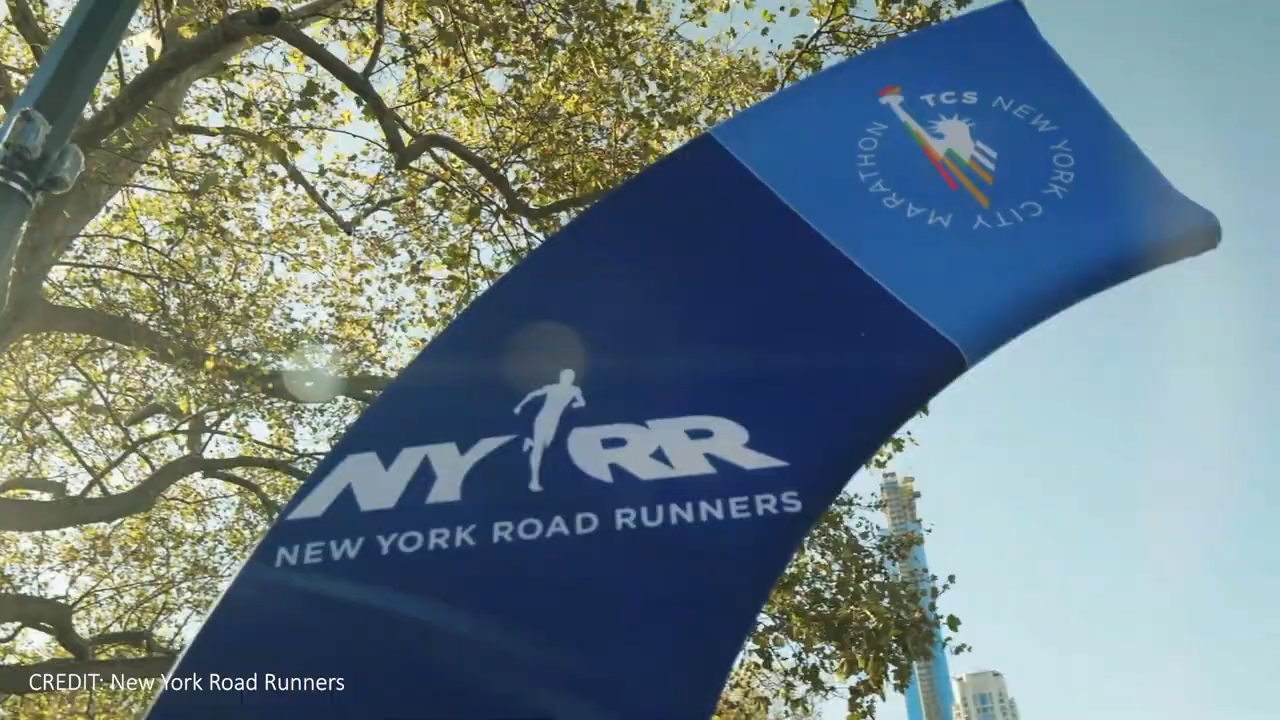 TCS NEW YORK CITY MARATHON
NYRR
NEW YORK ROAD RUNNERS
CREDIT: New York Road Runners